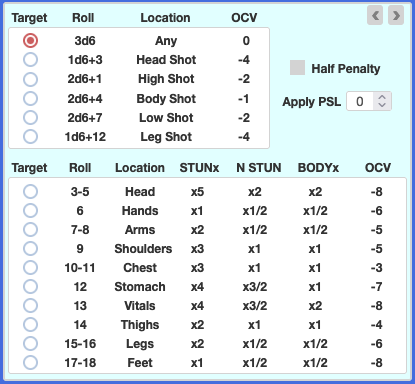 Target Roll Location OCV
3d6 Any 0
1d6+3 Head Shot -4
2d6+1 High Shot -2
2d6+4 Body Shot -1
2d6+7 Low Shot -2
1d6+12 Leg Shot -4
Half Penalty
Apply PSL 0
Target Roll Location STUNx N STUN BODYx OCV
3-5 Head x5 x2 x2 -8
6 Hands x1 x1/2 x1/2 -6
7-8 Arms x2 x1/2 x1/2 -5
9 Shoulders x3 x1 x1 -5
10-11 Chest x3 x1 x1 -3
12 Stomach x4 x3/2 x1 -7
13 Vitals x4 x3/2 x2 -8
14 Thighs x2 x1 x1 -4
15-16 Legs x2 x1/2 x1/2 -6
17-18 Feet x1 x1/2 x1/2 -8